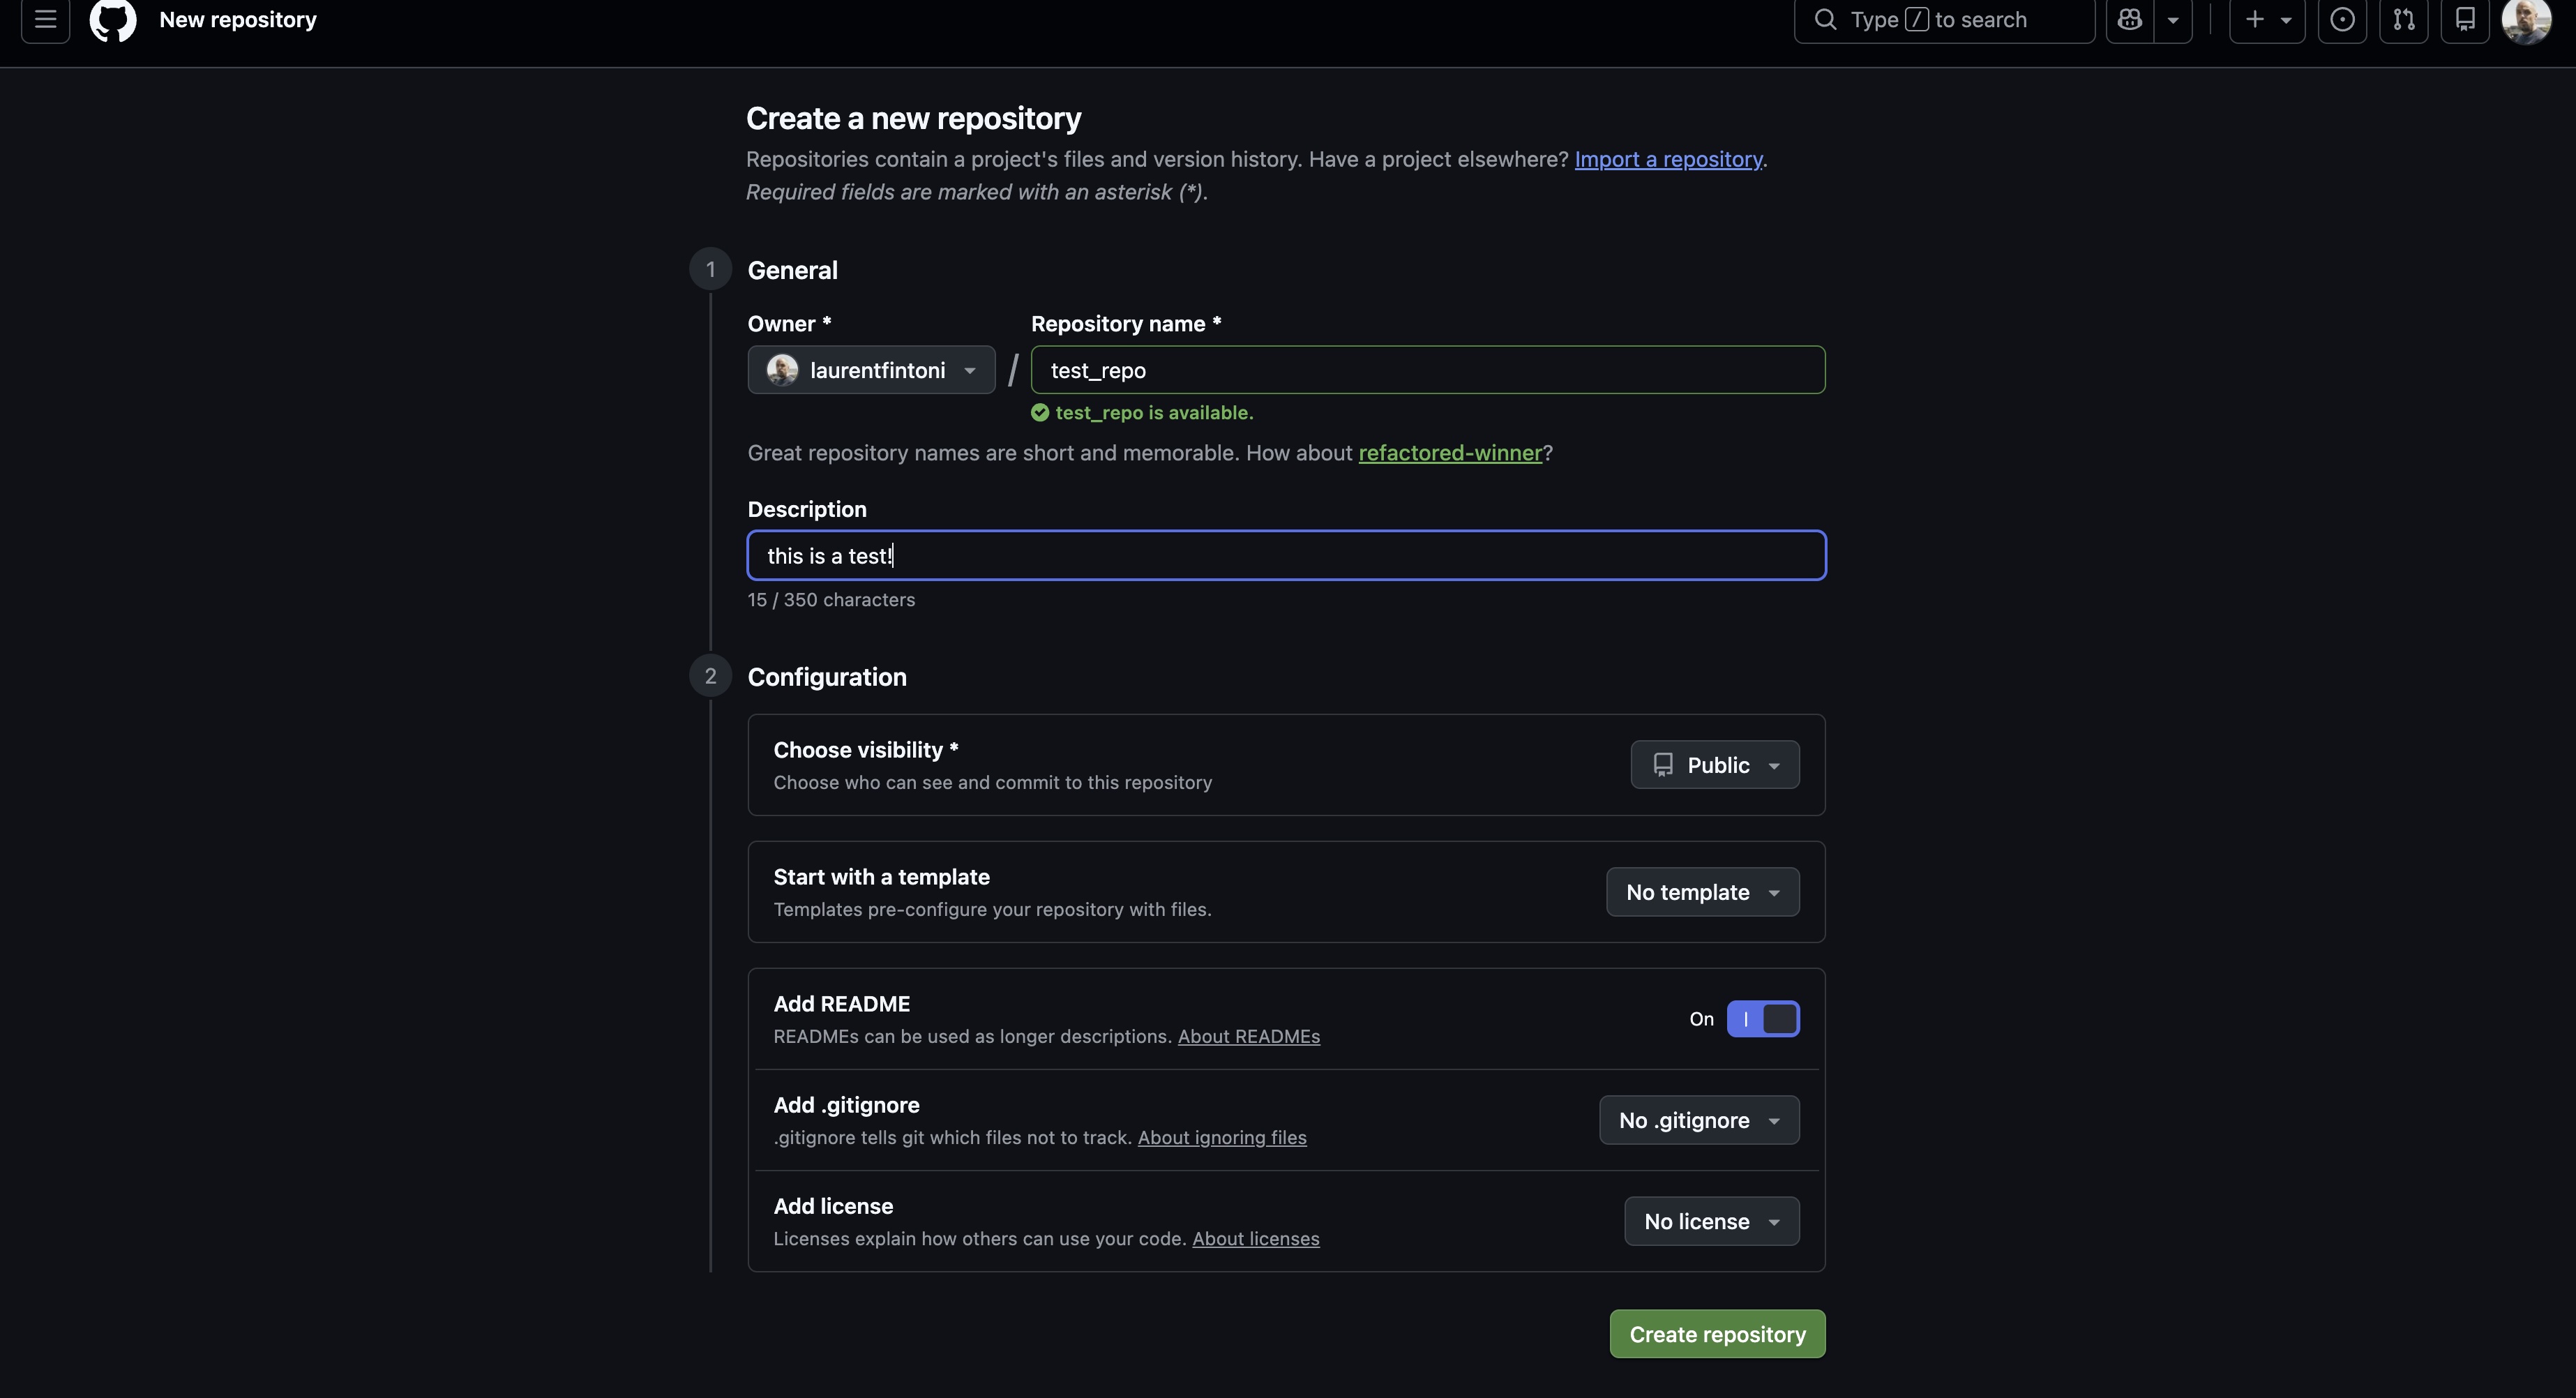 New repository
Type / to search
Create a new repository
Repositories contain a project's files and version history. Have a project elsewhere? Import a repository.
Required fields are marked with an asterisk (*).
1 General
Owner * Repository name *
laurentfintoni / test_repo
test_repo is available.
Great repository names are short and memorable. How about refactored-winner?
Description
this is a test!
15 / 350 characters
2 Configuration
Choose visibility *
Choose who can see and commit to this repository
Public
Start with a template
Templates pre-configure your repository with files.
No template
Add README
READMEs can be used as longer descriptions. About READMEs
On
Add .gitignore
.gitignore tells git which files not to track. About ignoring files
No .gitignore
Add license
Licenses explain how others can use your code. About licenses
No license
Create repository